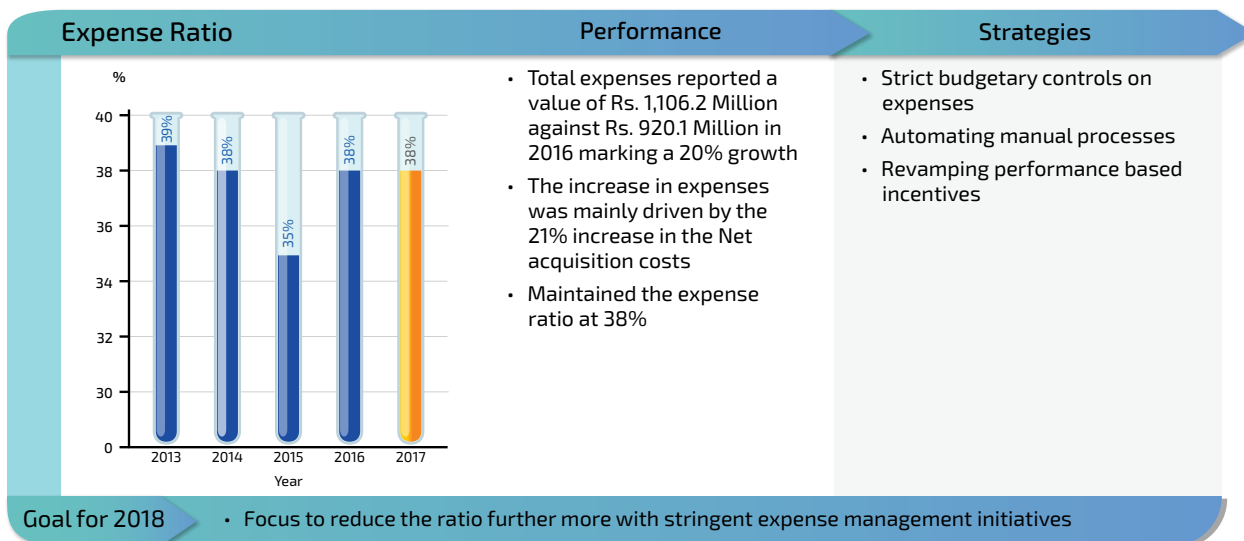 Expense Ratio
Performance
Strategies
%
40
38
36
34
32
30
0
39%
38%
35%
38%
38%
2013
2014
2015
2016
2017
Year
• Total expenses reported a
value of Rs. 1,106.2 Million
against Rs. 920.1 Million in
2016 marking a 20% growth
• The increase in expenses
was mainly driven by the
21% increase in the Net
acquisition costs
• Maintained the expense
ratio at 38%
• Strict budgetary controls on
expenses
• Automating manual processes
• Revamping performance based
incentives
Goal for 2018
• Focus to reduce the ratio further more with stringent expense management initiatives